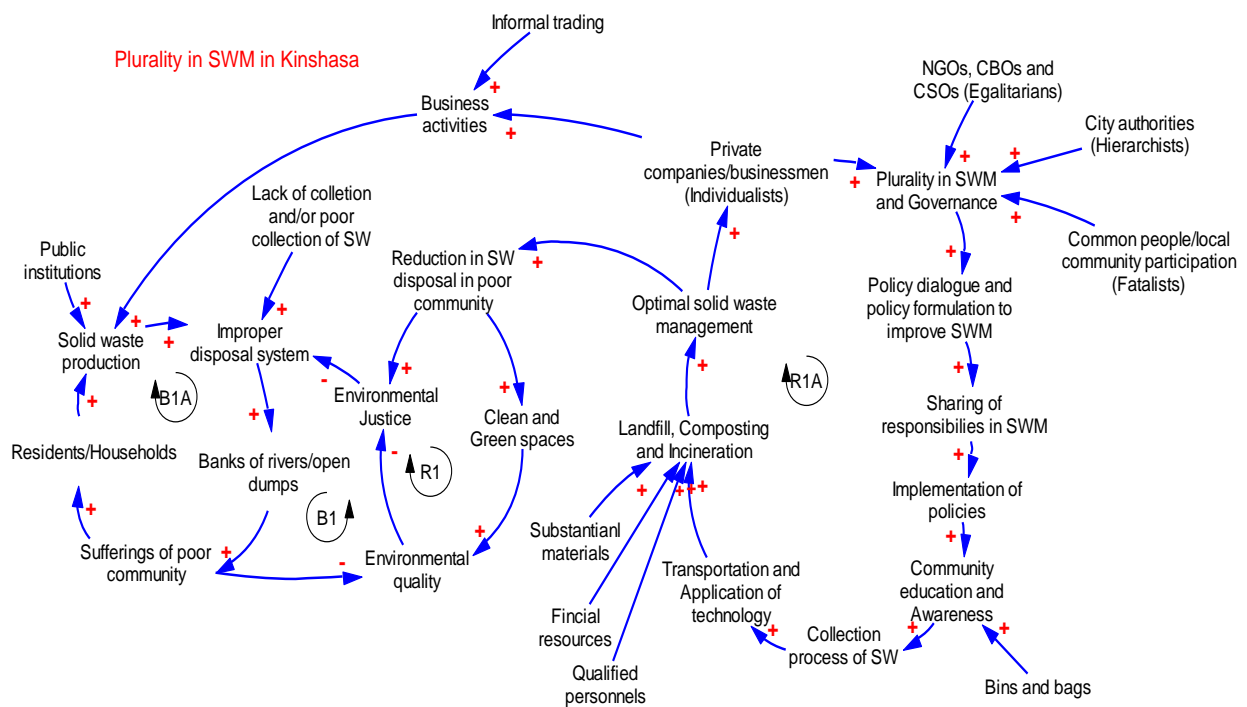 Informal trading
Plurality in SWM in Kinshasa
NGOs, CBOs and
CSOs (Egalitarians)
Business
activities
City authorities
(Hierarchists)
Private
companies/businessmen
(Individualists)
Plurality in SWM
and Governance
Lack of colletion
and/or poor
collection of SW
Common people/local
community participation
(Fatalists)
Public
institutions
Reduction in SW
disposal in poor
community
Policy dialogue and
policy formulation to
improve SWM
Optimal solid waste
management
Solid waste
production
Improper
disposal system
B1A
R1A
Environmental
Justice
Clean and
Green spaces
Sharing of
responsibilies in SWM
Landfill, Composting
and Incineration
Residents/Households
Banks of rivers/open
dumps
R1
B1
Implementation of
policies
Substantianl
materials
Sufferings of poor
community
Environmental
quality
Transportation and
Application of
technology
Community
education and
Awareness
Fincial
resources
Collection
process of SW
Qualified
personnels
Bins and bags